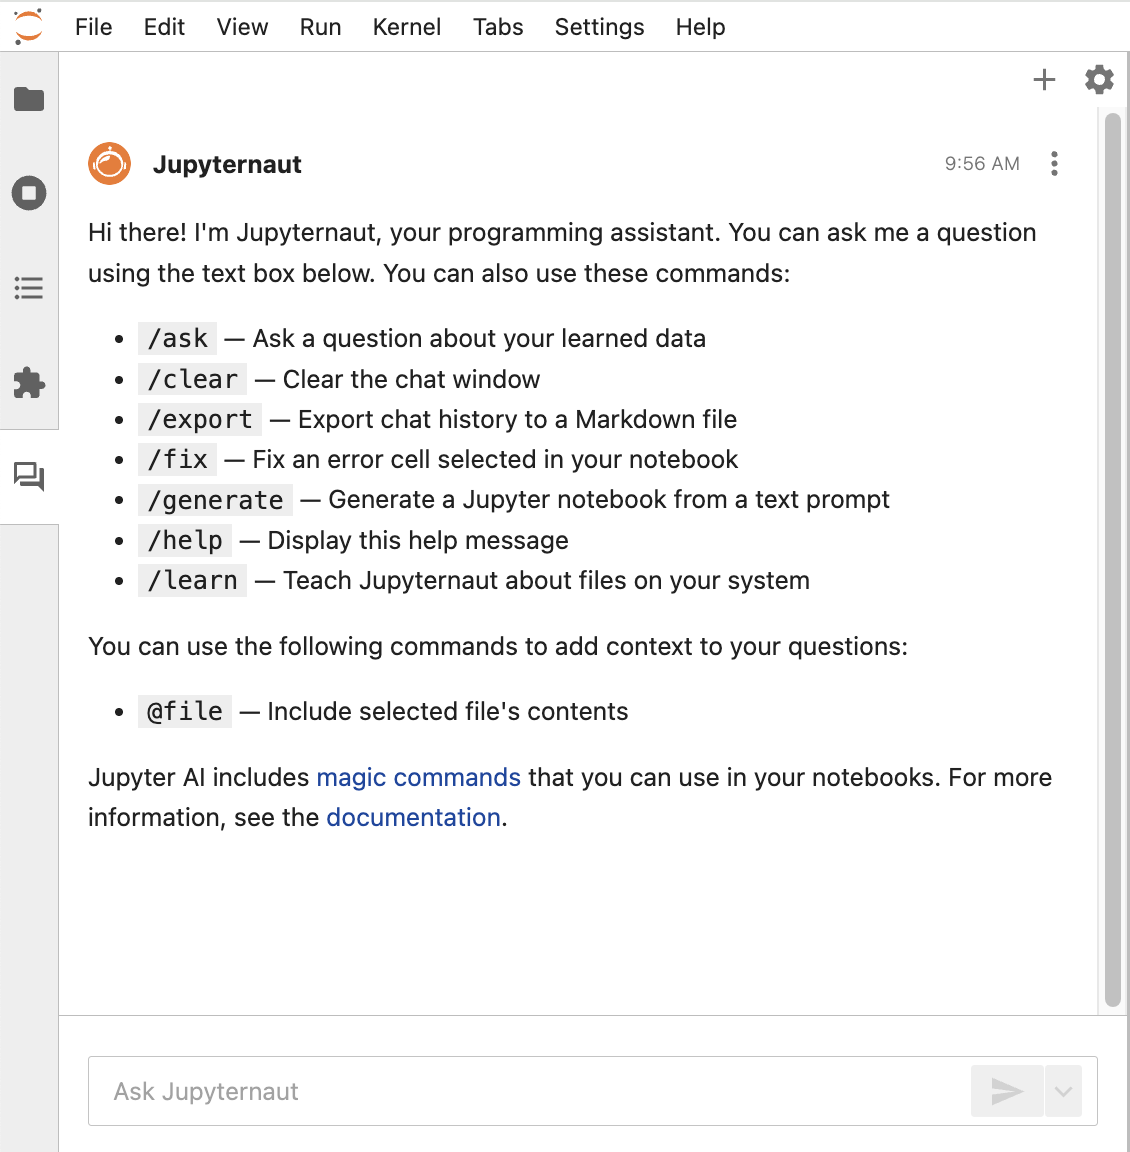 File Edit View Run Kernel Tabs Settings Help
Jupyternaut 9:56 AM
Hi there! I'm Jupyternaut, your programming assistant. You can ask me a question
using the text box below. You can also use these commands:
/ask — Ask a question about your learned data
/clear — Clear the chat window
/export — Export chat history to a Markdown file
/fix — Fix an error cell selected in your notebook
/generate — Generate a Jupyter notebook from a text prompt
/help — Display this help message
/learn — Teach Jupyternaut about files on your system
You can use the following commands to add context to your questions:
@file — Include selected file's contents
Jupyter AI includes magic commands that you can use in your notebooks. For more
information, see the documentation.
Ask Jupyternaut